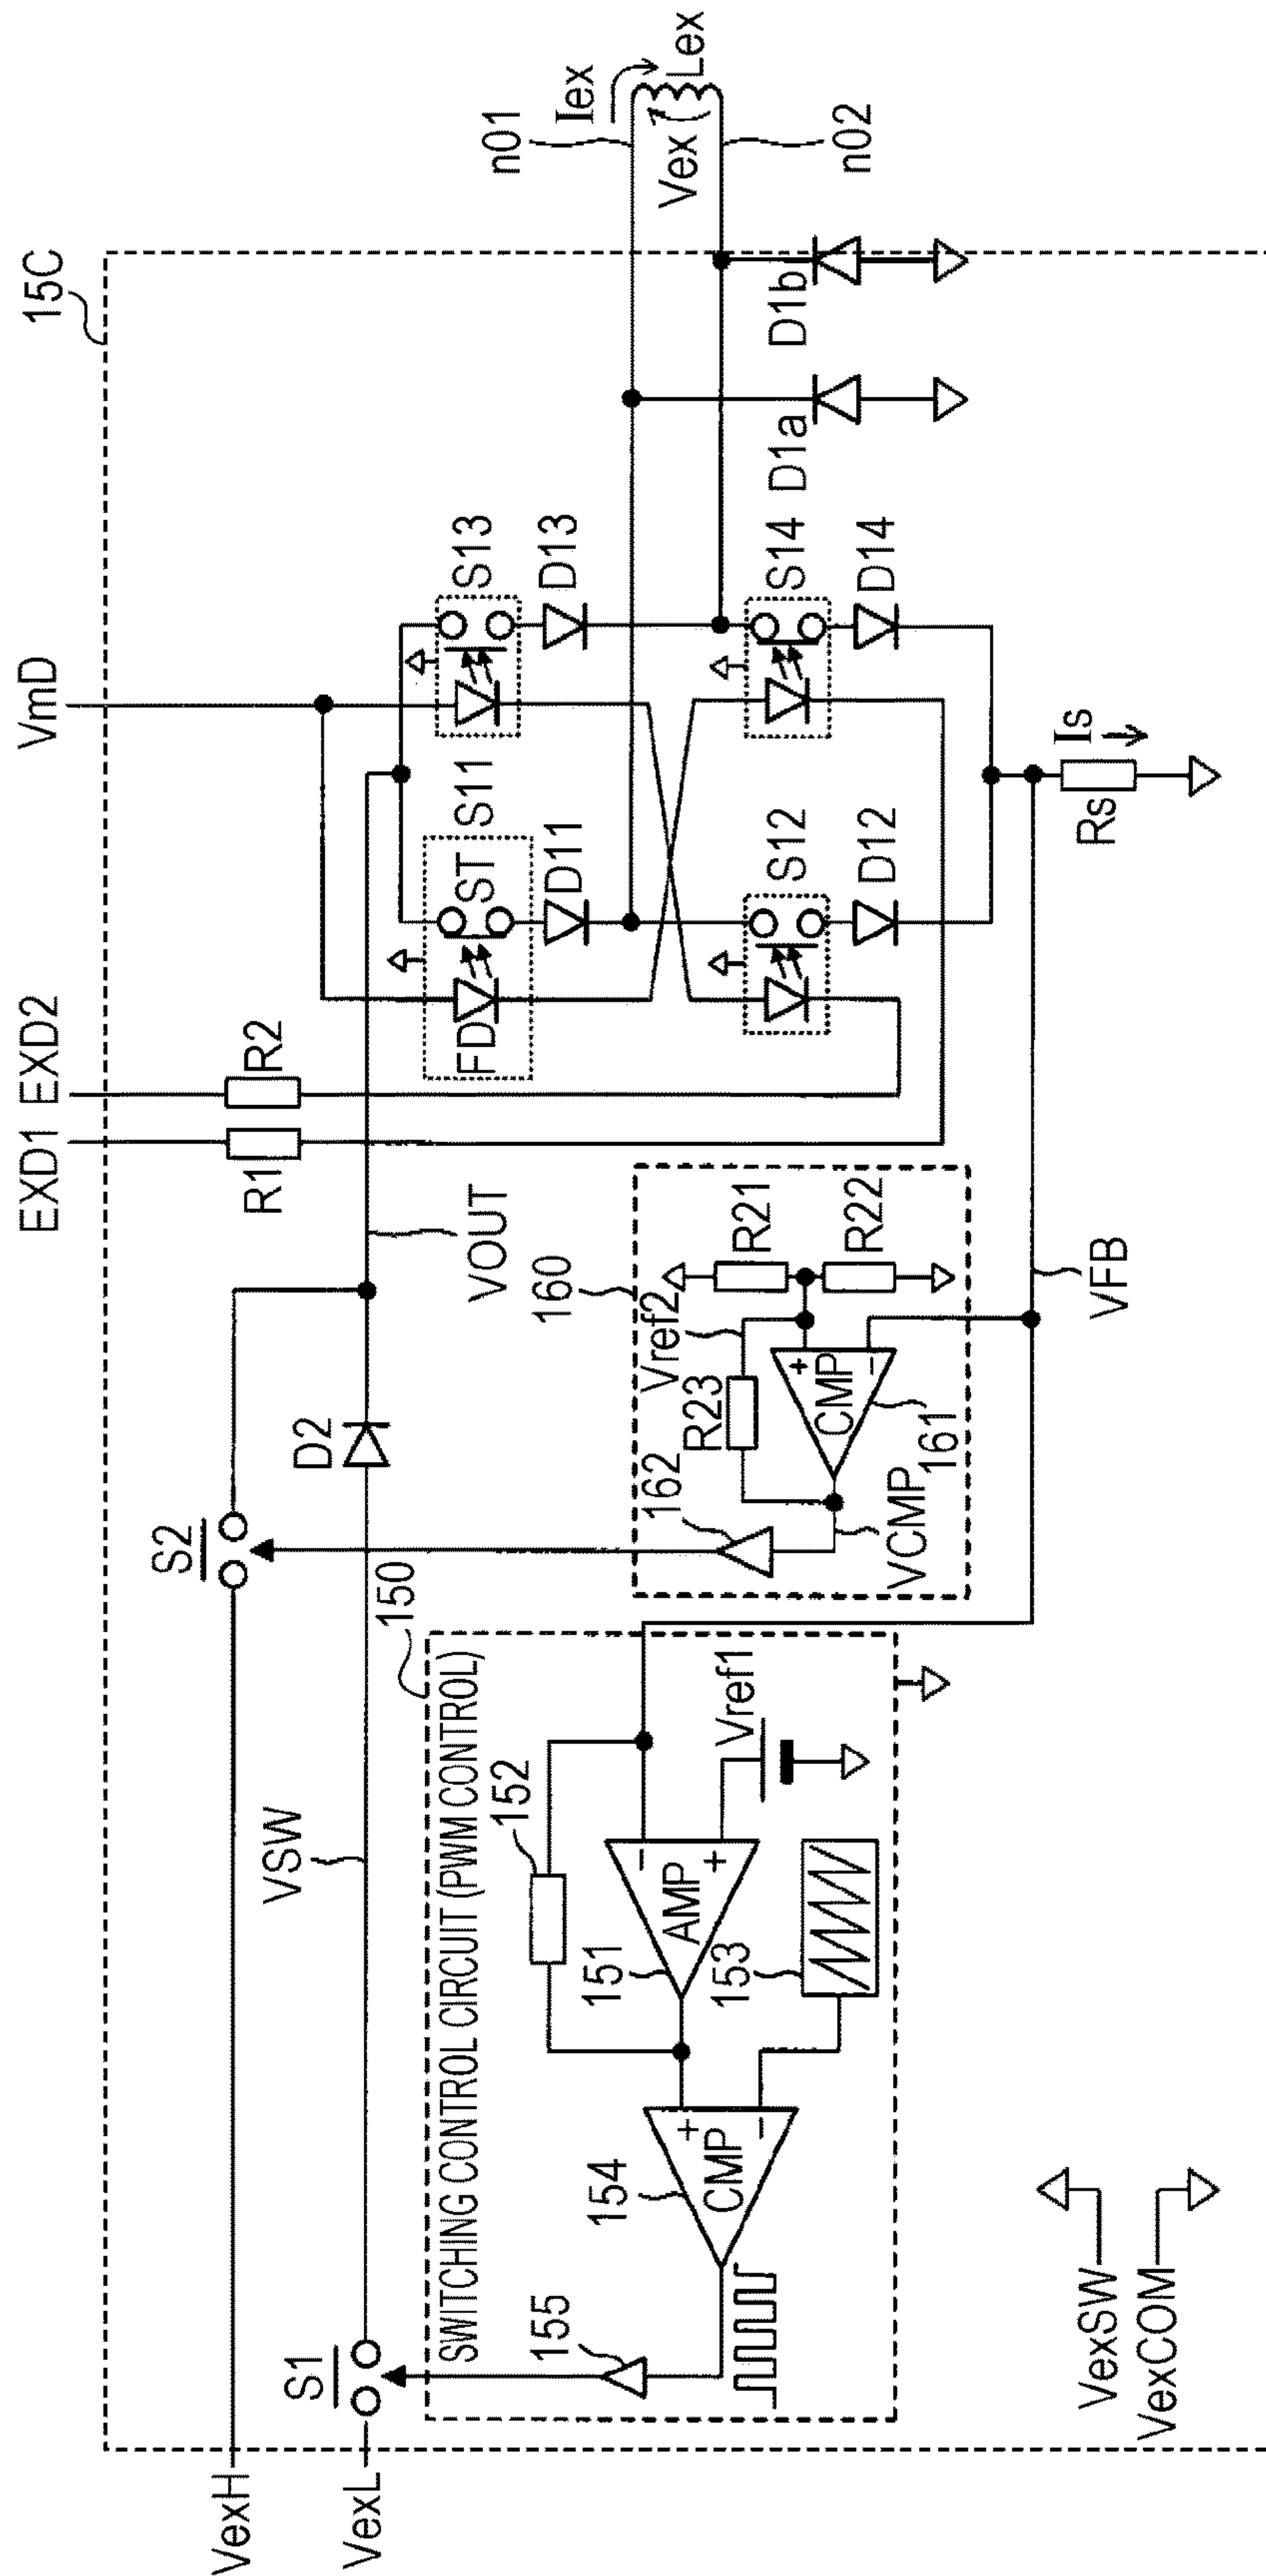 15C
VexH
VexL
S1
S2
VSW
D2
VOUT
EXD1
EXD2
R1
R2
VmD
S11
ST
FD
D11
S13
D13
S12
D12
S14
D14
D1a
D1b
n01
n02
Iex
Vex
Lex
Is
Rs
150
SWITCHING CONTROL CIRCUIT (PWM CONTROL)
155
154
CMP
+
−
151
AMP
−
+
152
153
Vref1
160
162
161
CMP
+
−
VCMP
R23
Vref2
R21
R22
VFB
VexSW
VexCOM